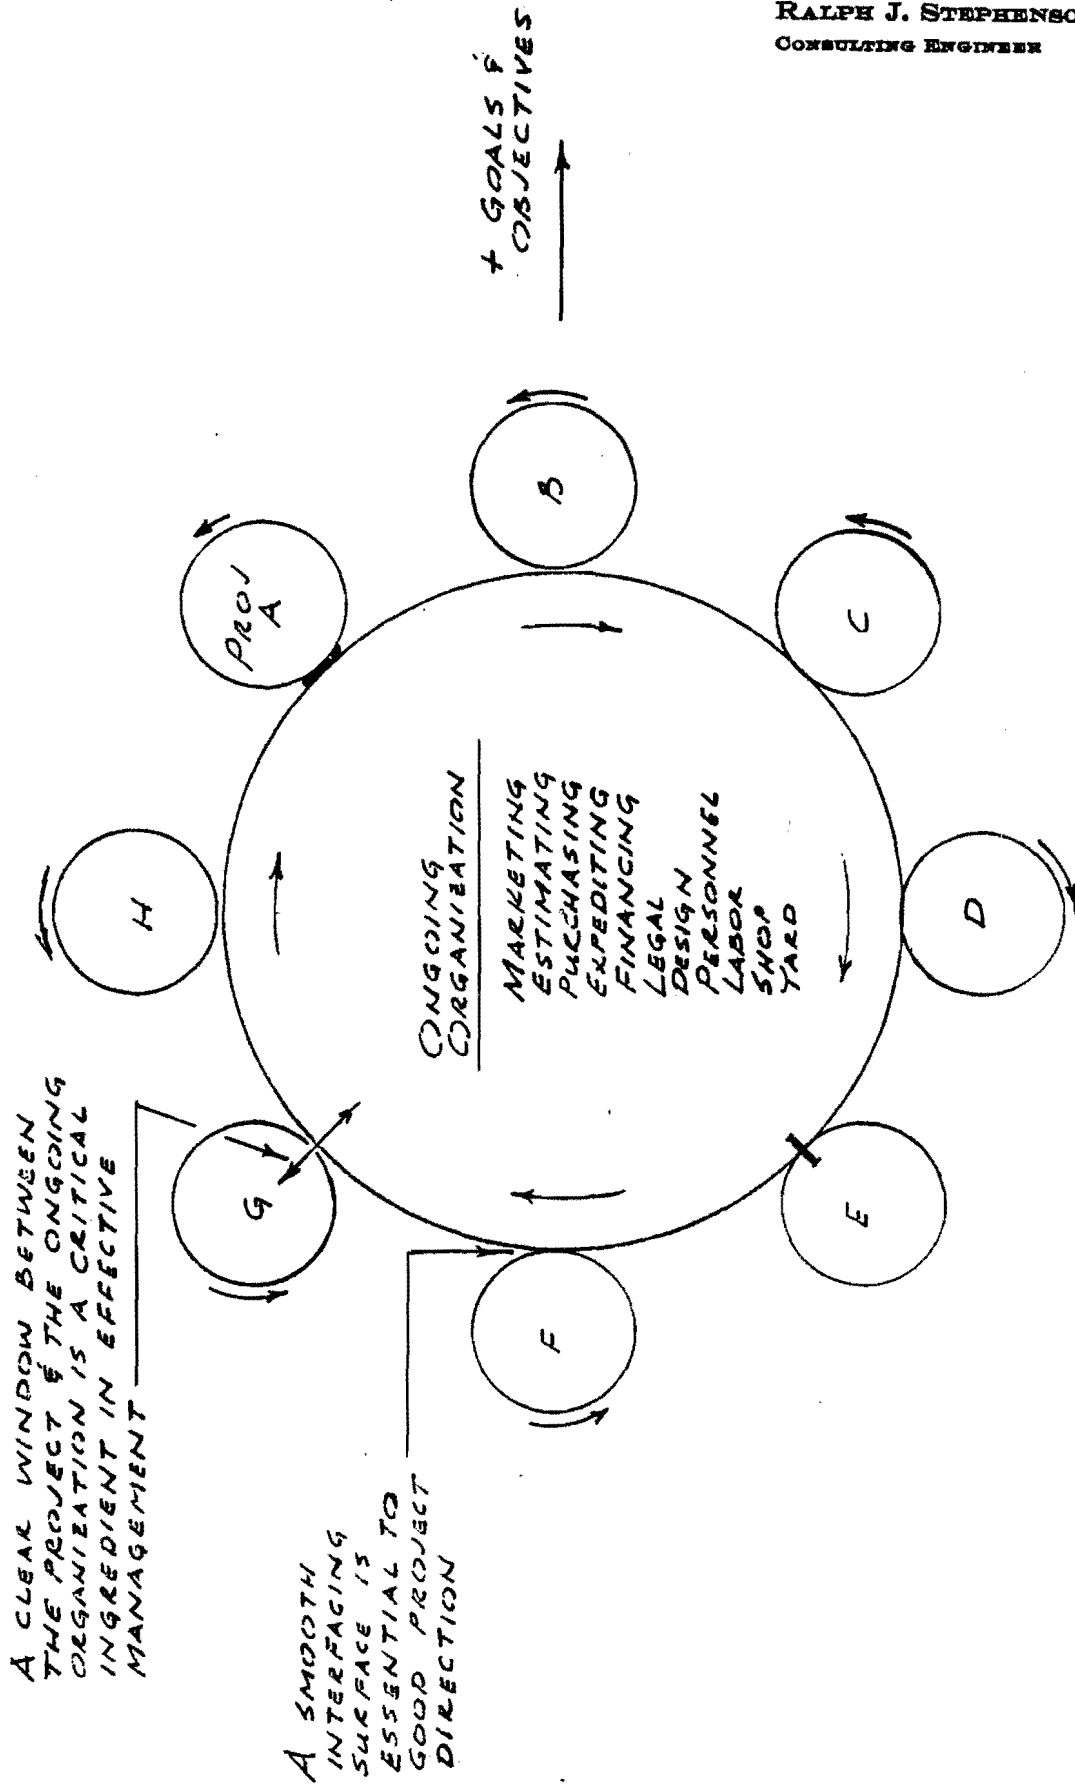 RALPH J. STEPHENSO
CONSULTING ENGINEER
A CLEAR WINDOW BETWEEN
THE PROJECT & THE ONGOING
ORGANIZATION IS A CRITICAL
INGREDIENT IN EFFECTIVE
MANAGEMENT
A SMOOTH
INTERFACING
SURFACE IS
ESSENTIAL TO
GOOD PROJECT
DIRECTION
+ GOALS &
OBJECTIVES
PROJ
A
B
C
D
E
F
G
H
ONGOING
ORGANIZATION
MARKETING
ESTIMATING
PURCHASING
EXPEDITING
FINANCING
LEGAL
DESIGN
PERSONNEL
LABOR
SHOP
YARD